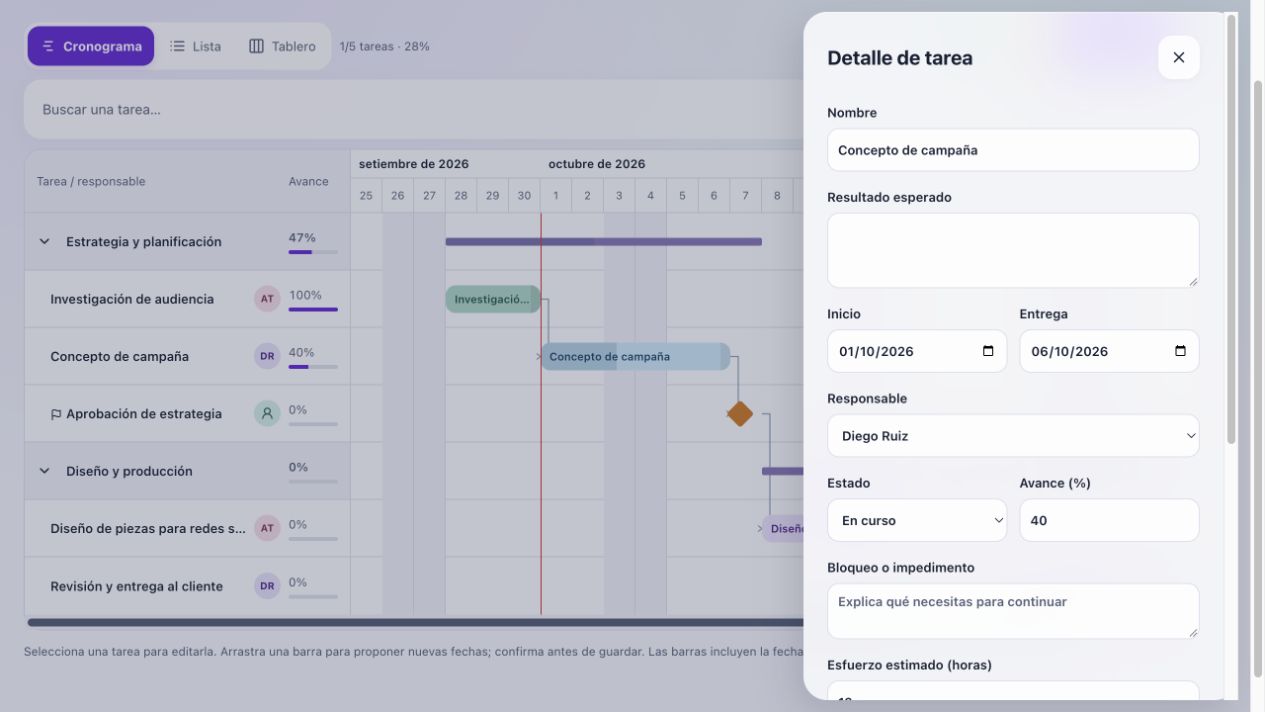 Cronograma Lista Tablero 1/5 tareas · 28%
Buscar una tarea...
Tarea / responsable Avance
setiembre de 2026 octubre de 2026
25 26 27 28 29 30 1 2 3 4 5 6 7 8
Estrategia y planificación 47%
Investigación de audiencia AT 100% Investigació...
Concepto de campaña DR 40% Concepto de campaña
Aprobación de estrategia 0%
Diseño y producción 0%
Diseño de piezas para redes s... AT 0% Diseñ
Revisión y entrega al cliente DR 0%
Selecciona una tarea para editarla. Arrastra una barra para proponer nuevas fechas; confirma antes de guardar. Las barras incluyen la fecha
Detalle de tarea
Nombre
Concepto de campaña
Resultado esperado
Inicio Entrega
01/10/2026 06/10/2026
Responsable
Diego Ruiz
Estado Avance (%)
En curso 40
Bloqueo o impedimento
Explica qué necesitas para continuar
Esfuerzo estimado (horas)